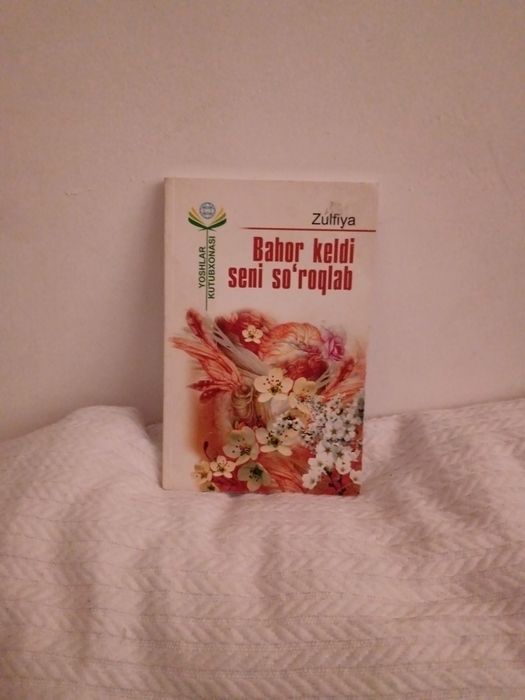 YOSHLAR
KUTUBXONASI
Zulfiya
Bahor keldi
seni so‘roqlab